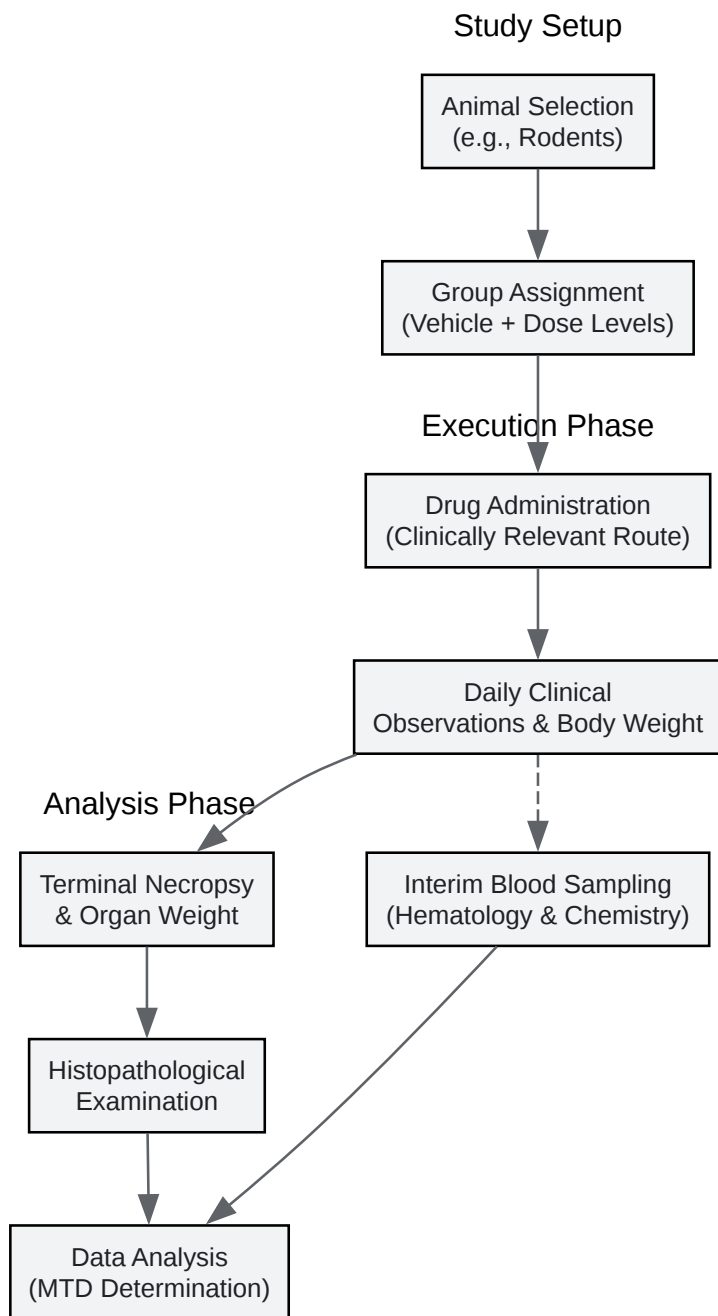 Study Setup
Animal Selection
(e.g., Rodents)
Group Assignment
(Vehicle + Dose Levels)
Execution Phase
Drug Administration
(Clinically Relevant Route)
Daily Clinical
Observations & Body Weight
Analysis Phase
Terminal Necropsy
& Organ Weight
Interim Blood Sampling
(Hematology & Chemistry)
Histopathological
Examination
Data Analysis
(MTD Determination)